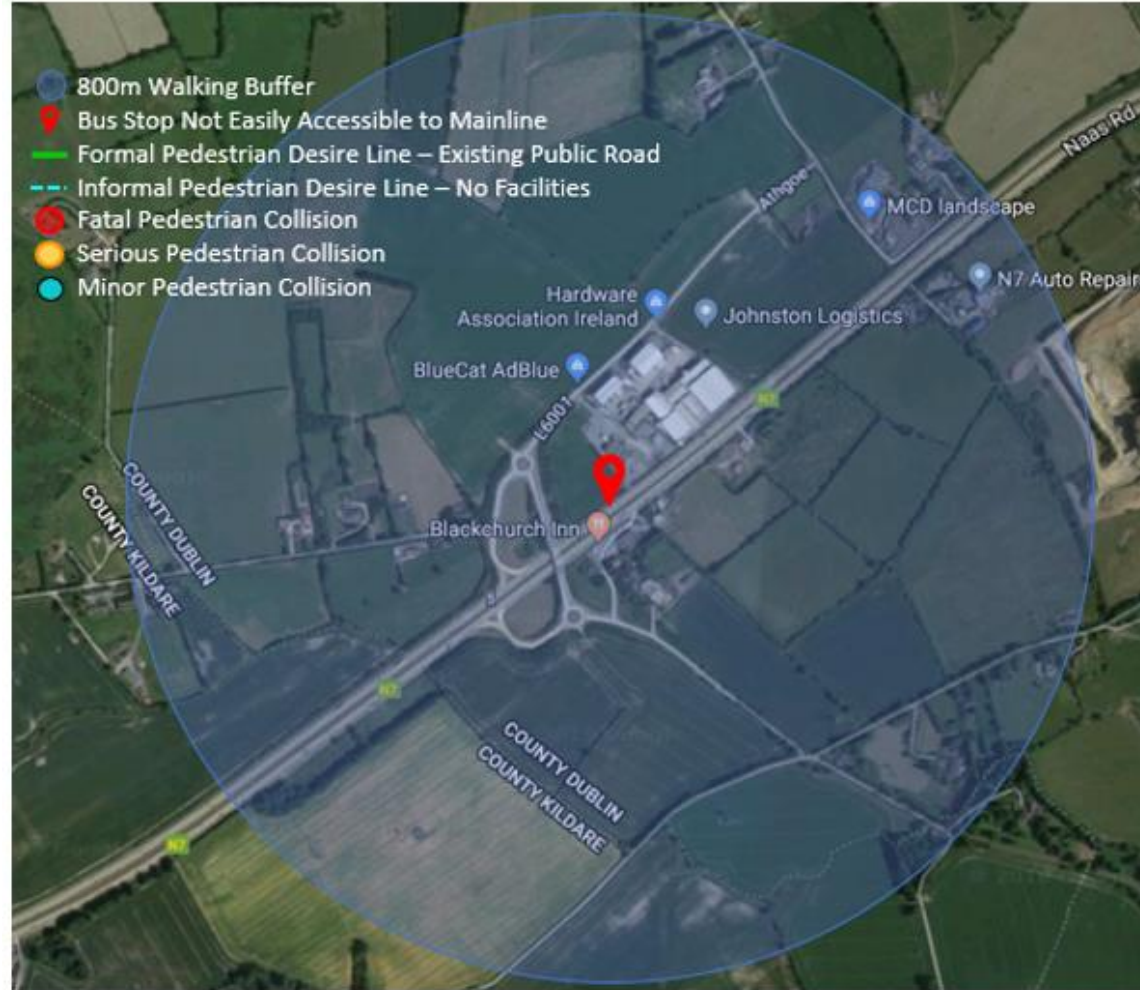 800m Walking Buffer
Bus Stop Not Easily Accessible to Mainline
Formal Pedestrian Desire Line – Existing Public Road
Informal Pedestrian Desire Line – No Facilities
Fatal Pedestrian Collision
Serious Pedestrian Collision
Minor Pedestrian Collision
Naas Rd
Athgoe
MCD landscape
N7 Auto Repair
Hardware
Association Ireland
Johnston Logistics
BlueCat AdBlue
N7
L6001
COUNTY DUBLIN
COUNTY KILDARE
Blackchurch Inn
N7
COUNTY DUBLIN
COUNTY KILDARE
N7